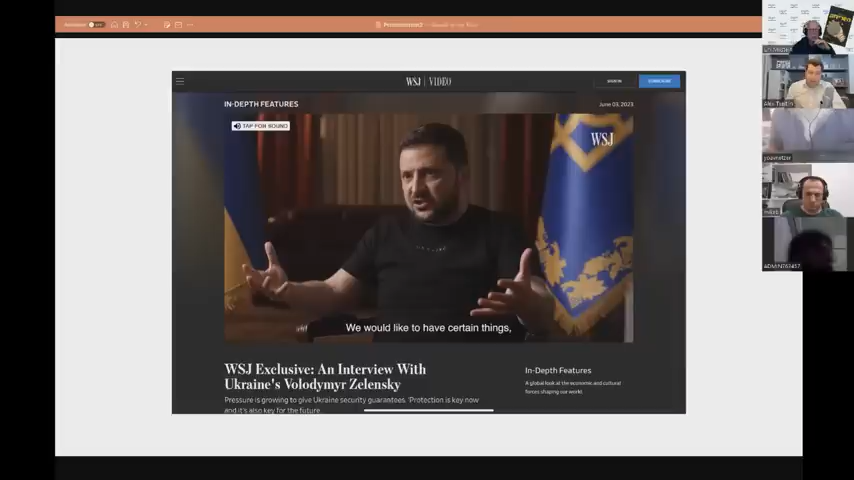 WSJ | VIDEO
SIGN IN
SUBSCRIBE
IN-DEPTH FEATURES
June 03, 2023
TAP FOR SOUND
WSJ
We would like to have certain things,
WSJ Exclusive: An Interview With
Ukraine's Volodymyr Zelensky
Pressure is growing to give Ukraine security guarantees. 'Protection is key now
and it's also key for the future.
In-Depth Features
A global look at the economic and cultural
forces shaping our world.